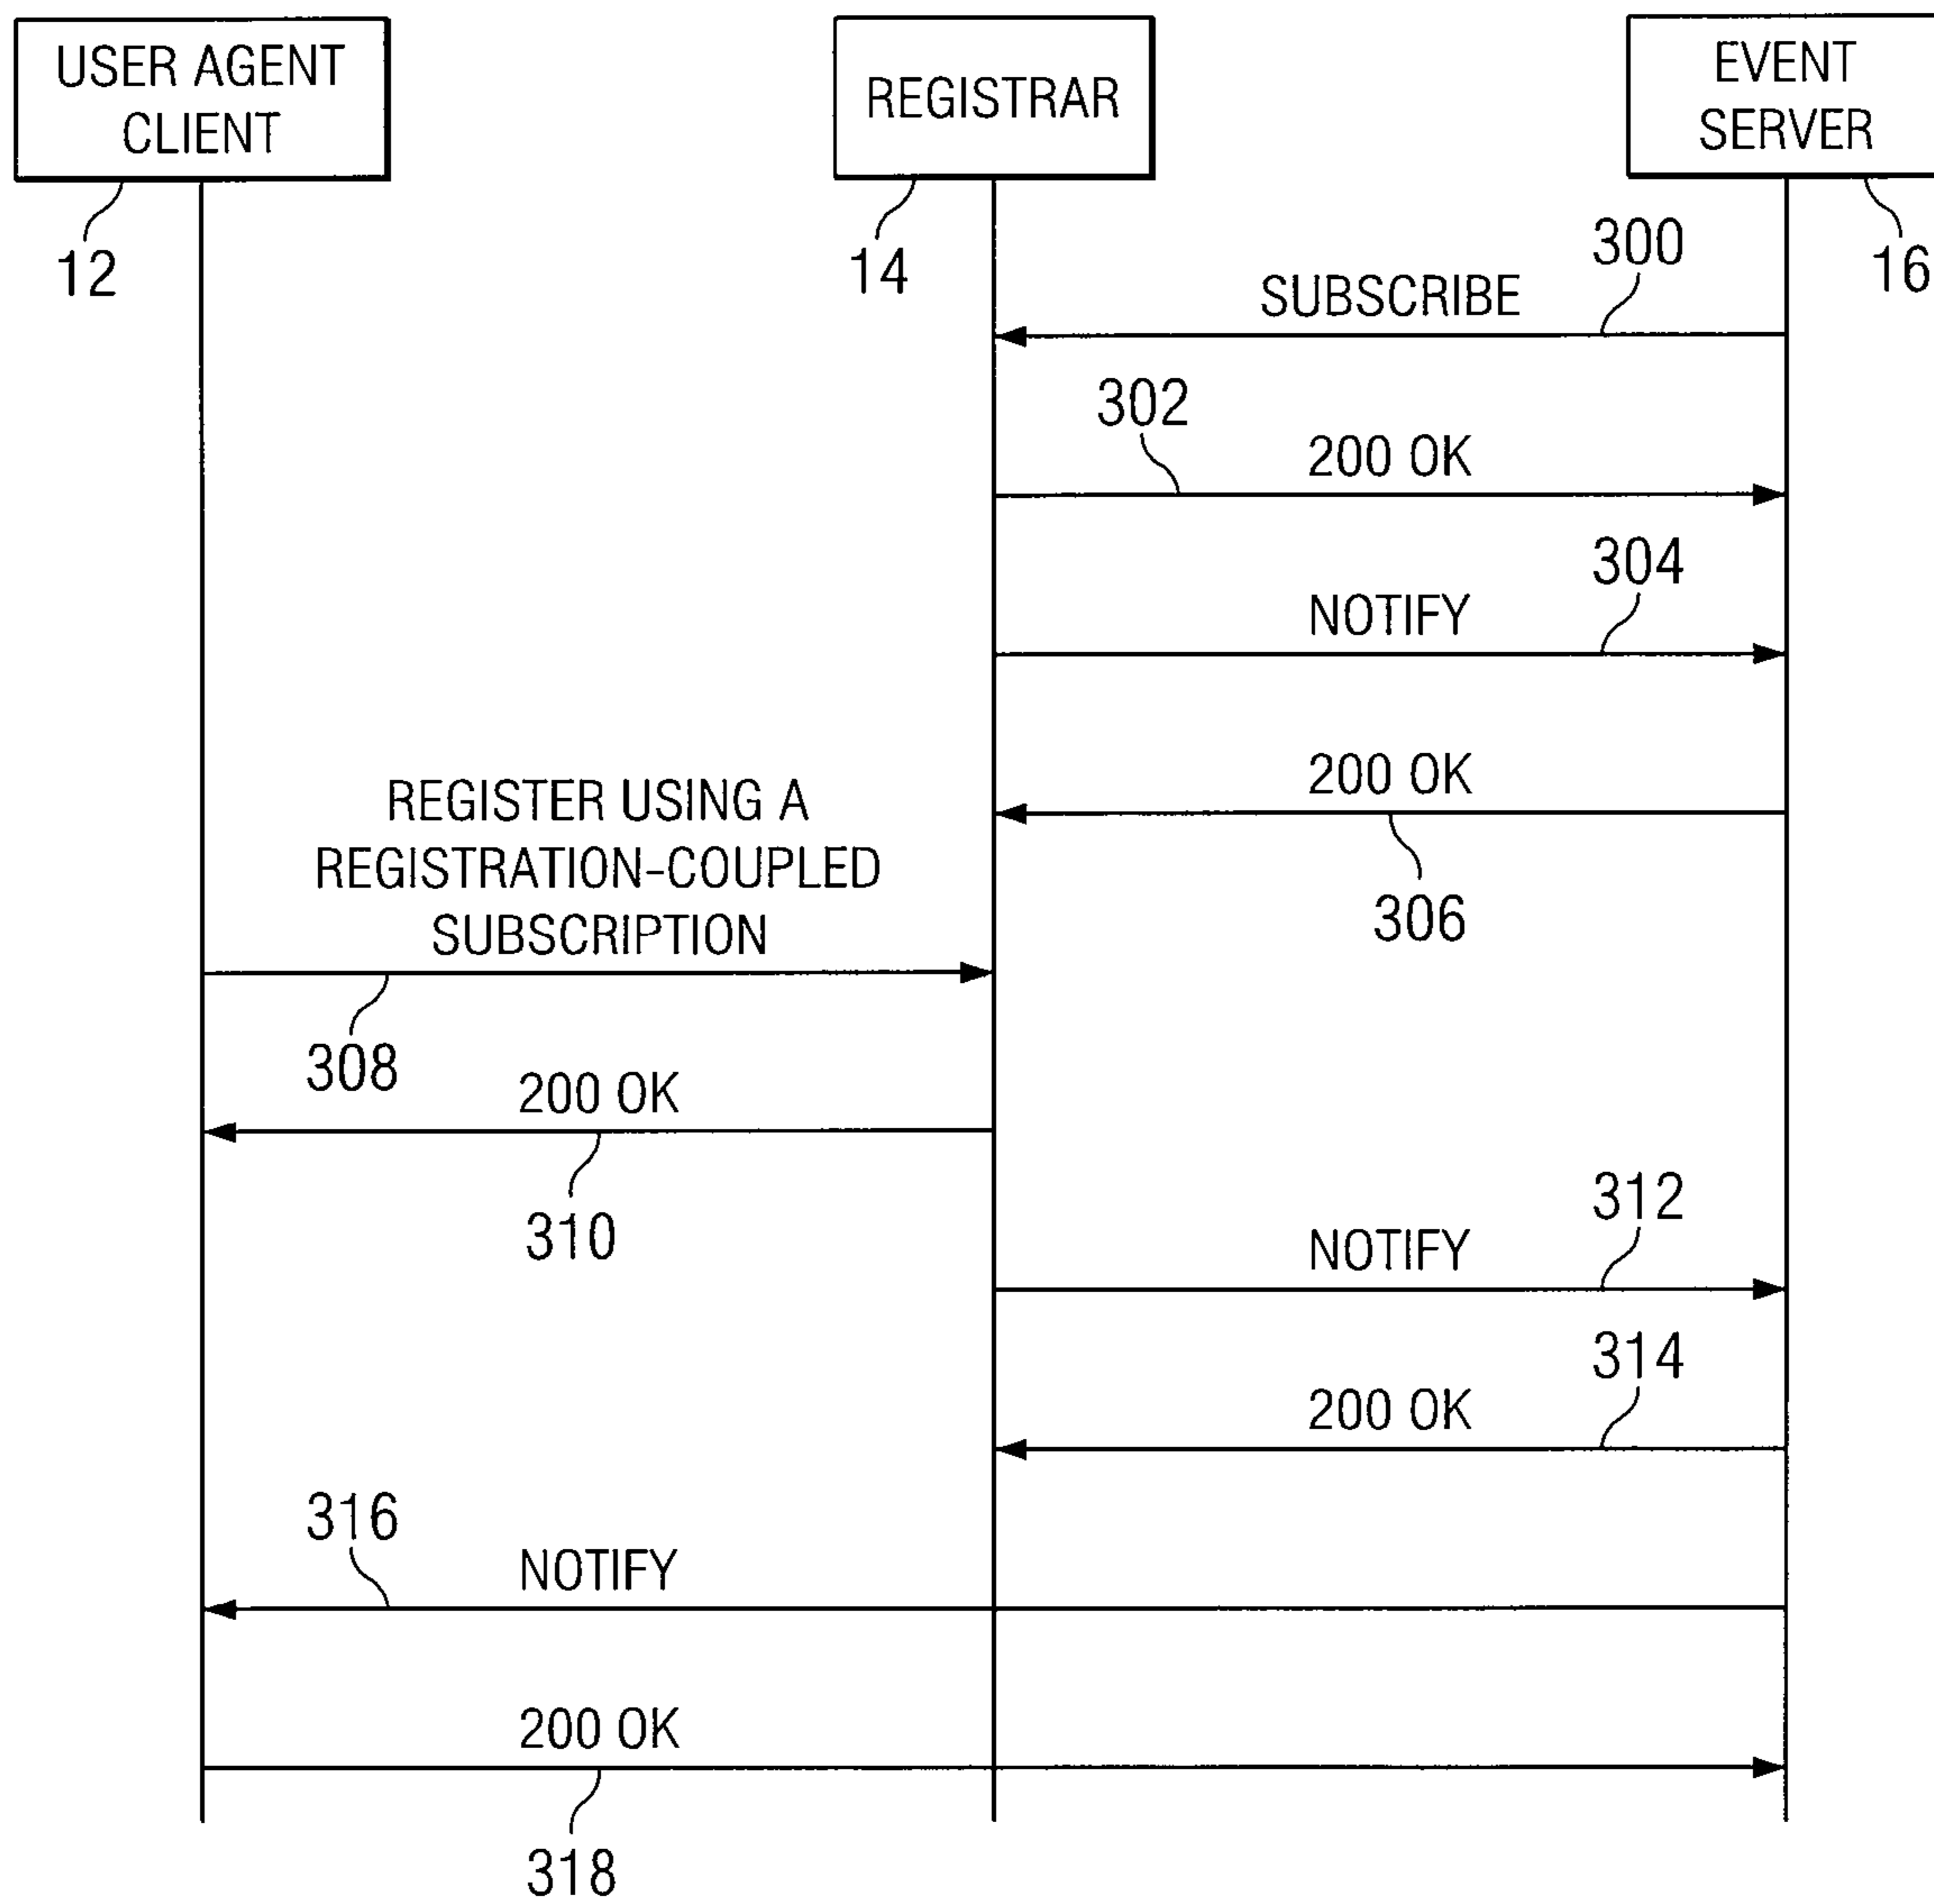 USER AGENT
CLIENT
REGISTRAR
EVENT
SERVER
12
14
16
300
SUBSCRIBE
302
200 OK
304
NOTIFY
200 OK
306
REGISTER USING A
REGISTRATION-COUPLED
SUBSCRIPTION
308
200 OK
310
312
NOTIFY
314
200 OK
316
NOTIFY
200 OK
318